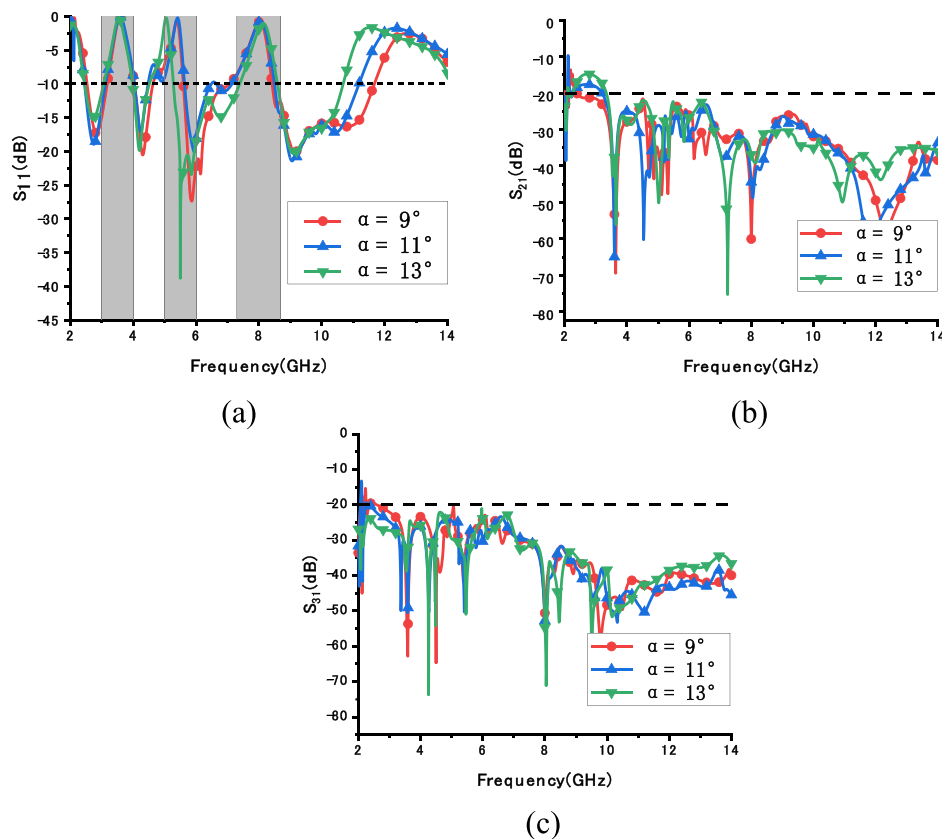 0
-5
-10
-15
-20
-25
-30
-35
-40
-45
S11(dB)
2 4 6 8 10 12 14
Frequency(GHz)
α = 9°
α = 11°
α = 13°
(a)
0
-10
-20
-30
-40
-50
-60
-70
-80
S21(dB)
2 4 6 8 10 12 14
Frequency(GHz)
α = 9°
α = 11°
α = 13°
(b)
0
-10
-20
-30
-40
-50
-60
-70
-80
S31(dB)
2 4 6 8 10 12 14
Frequency(GHz)
α = 9°
α = 11°
α = 13°
(c)